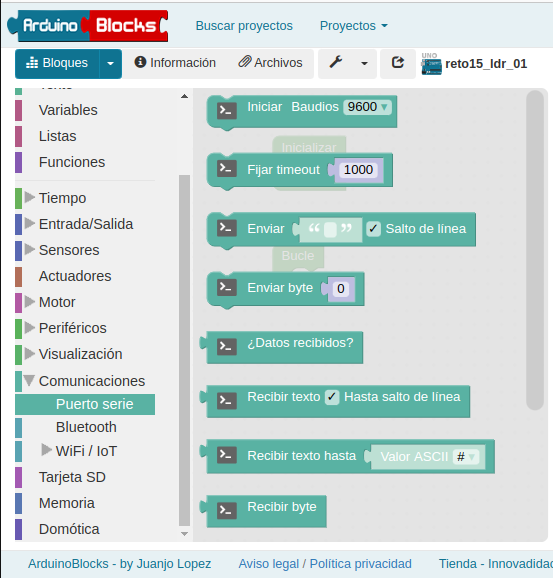 Arduino Blocks
Buscar proyectos
Proyectos
Bloques
Información
Archivos
UNO
reto15_ldr_01
Texto
Variables
Listas
Funciones
Tiempo
Entrada/Salida
Sensores
Actuadores
Motor
Periféricos
Visualización
Comunicaciones
Puerto serie
Bluetooth
WiFi / IoT
Tarjeta SD
Memoria
Domótica
Iniciar Baudios 9600
Inicializar
Fijar timeout 1000
Enviar “ ” Salto de línea
Bucle
Enviar byte 0
¿Datos recibidos?
Recibir texto Hasta salto de línea
Recibir texto hasta Valor ASCII #
Recibir byte
ArduinoBlocks - by Juanjo Lopez
Aviso legal / Política privacidad
Tienda - Innovadidac